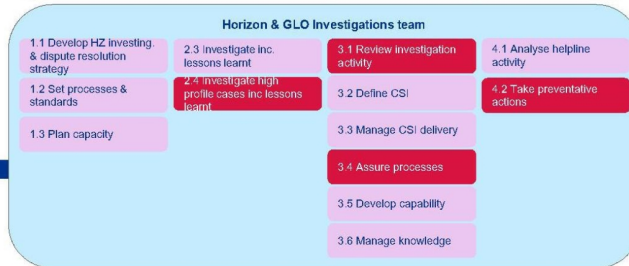 Horizon & GLO Investigations team
1.1 Develop HZ investing.
& dispute resolution
strategy
1.2 Set processes &
standards
1.3 Plan capacity
2.3 Investigate inc.
lessons learnt
2.4 Investigate high
profile cases inc lessons
learnt
3.1 Review investigation
activity
3.2 Define CSI
3.3 Manage CSI delivery
3.4 Assure processes
3.5 Develop capability
3.6 Manage knowledge
4.1 Analyse helpline
activity
4.2 Take preventative
actions